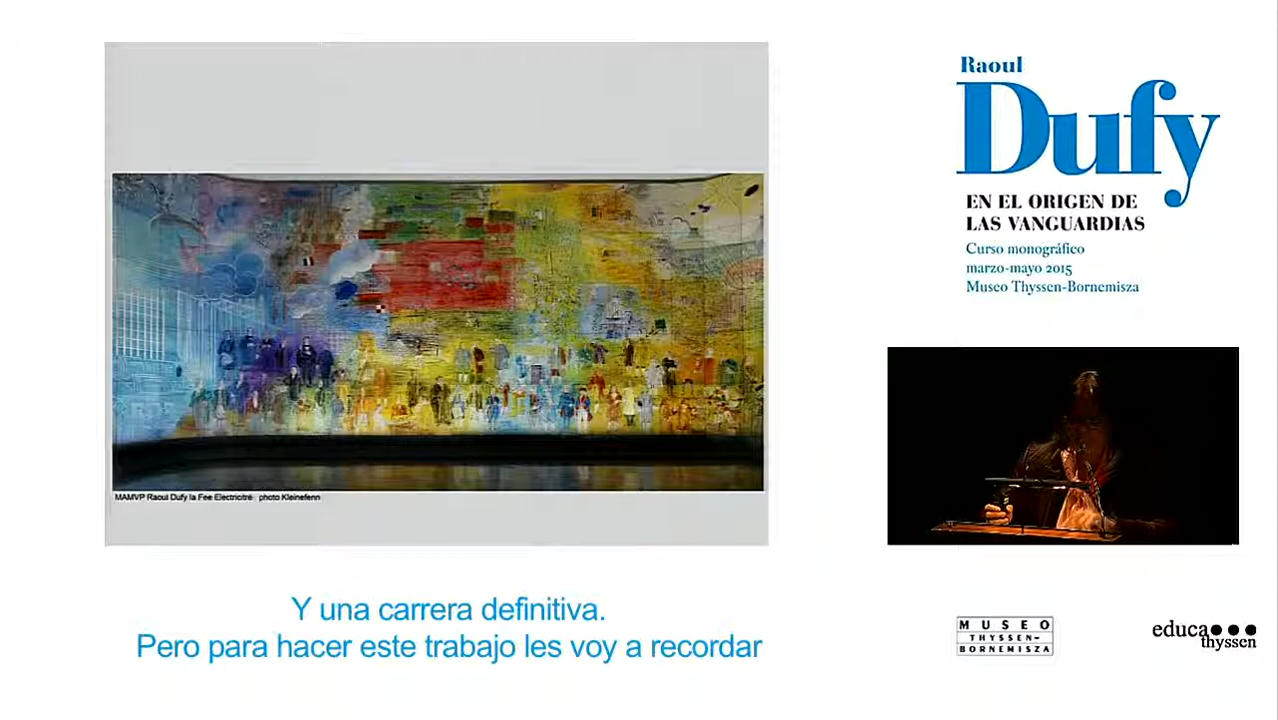 Raoul
Dufy
EN EL ORIGEN DE
LAS VANGUARDIAS
Curso monográfico
marzo-mayo 2015
Museo Thyssen-Bornemisza
MAMVP Raoul Dufy la Fee Electricitré photo Kleinefenn
Y una carrera definitiva.
Pero para hacer este trabajo les voy a recordar
MUSEO
THYSSEN-
BORNEMISZA
educa
thyssen